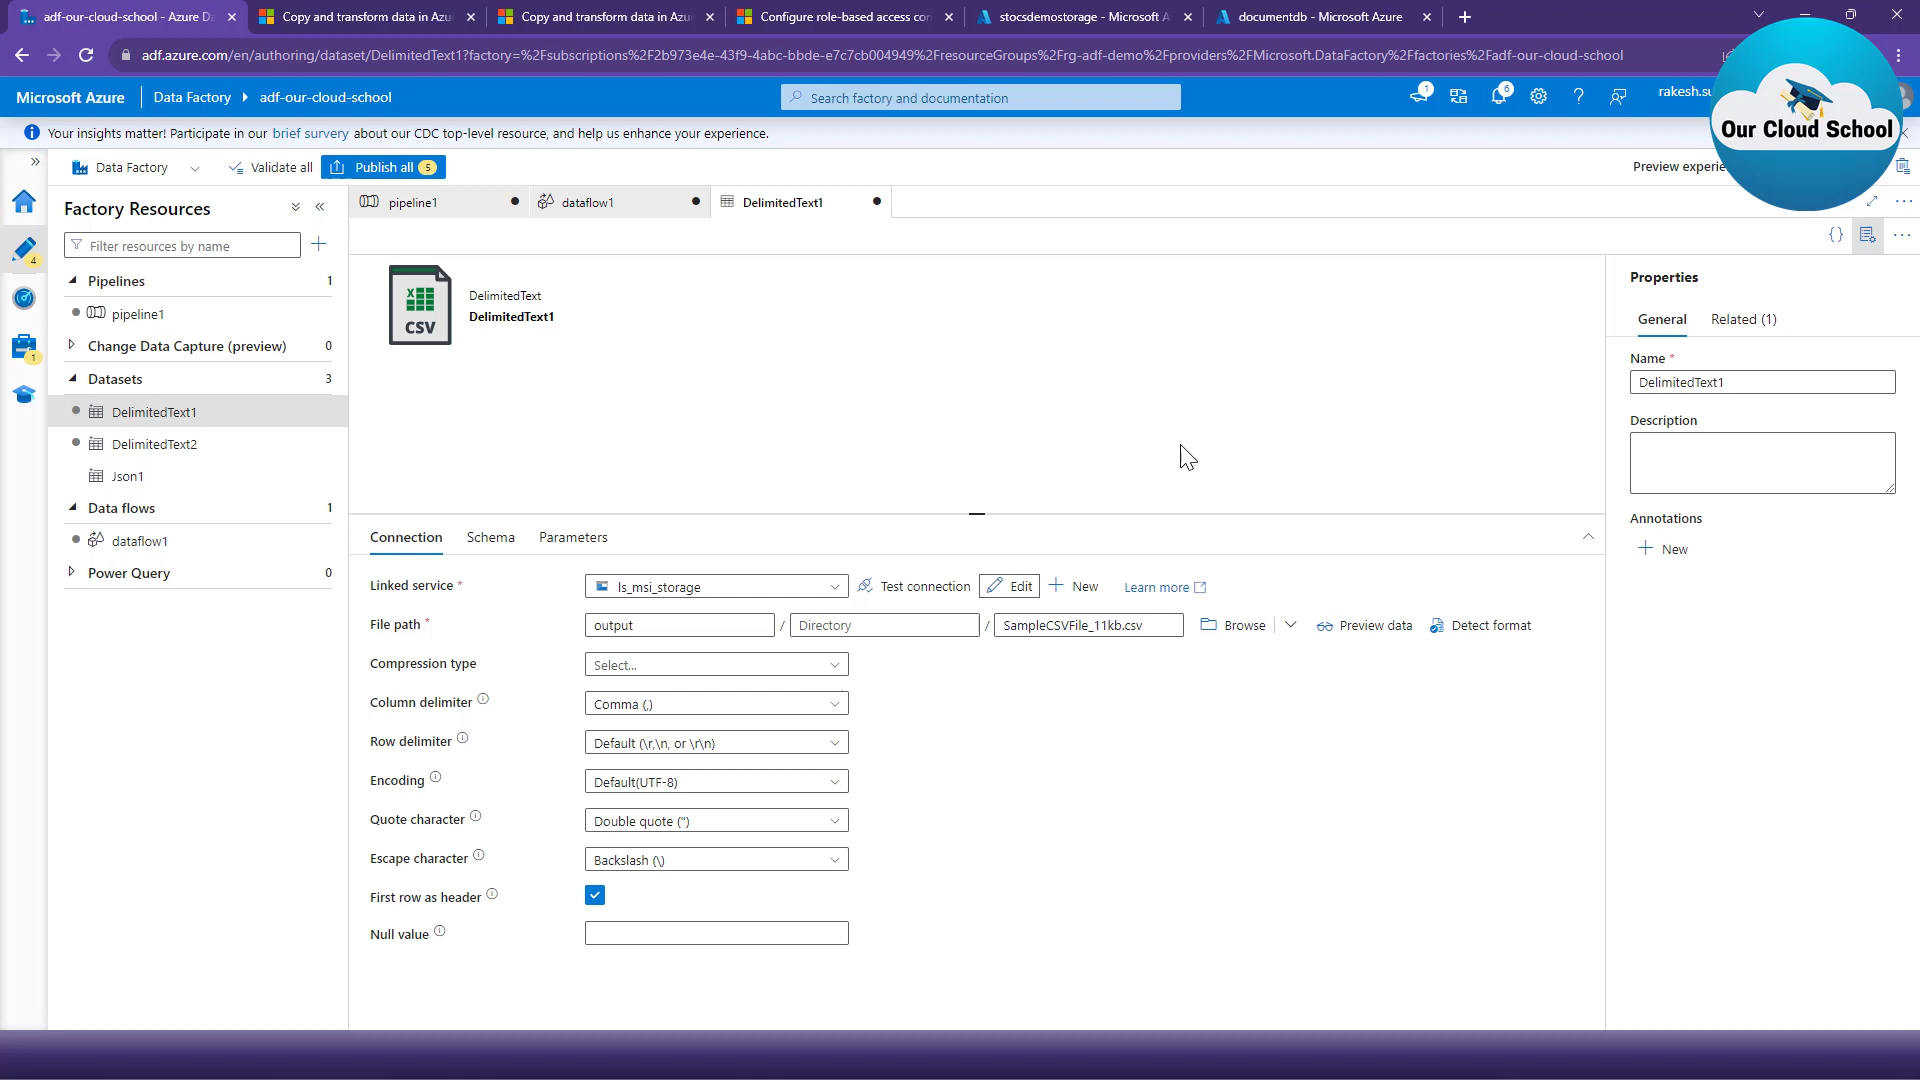 adf-our-cloud-school - Azure Da
Copy and transform data in Azu
Copy and transform data in Azu
Configure role-based access con
stocsdemostorage - Microsoft A
documentdb - Microsoft Azure
adf.azure.com/en/authoring/dataset/DelimitedText1?factory=%2Fsubscriptions%2F2b973e4e-43f9-4abc-bbde-e7c7cb004949%2FresourceGroups%2Frg-adf-demo%2Fproviders%2FMicrosoft.DataFactory%2Ffactories%2Fadf-our-cloud-school
Microsoft Azure
Data Factory
adf-our-cloud-school
Search factory and documentation
1
6
rakesh.su
Our Cloud School
Your insights matter! Participate in our brief survey about our CDC top-level resource, and help us enhance your experience.
Data Factory
Validate all
Publish all
5
Preview experie
Factory Resources
pipeline1
dataflow1
DelimitedText1
Filter resources by name
4
1
Pipelines
1
pipeline1
Change Data Capture (preview)
0
Datasets
3
DelimitedText1
DelimitedText2
Json1
Data flows
1
dataflow1
Power Query
0
X
CSV
DelimitedText
DelimitedText1
Connection
Schema
Parameters
Linked service *
ls_msi_storage
Test connection
Edit
New
Learn more
File path *
output
/
Directory
/
SampleCSVFile_11kb.csv
Browse
Preview data
Detect format
Compression type
Select...
Column delimiter
Comma (,)
Row delimiter
Default (\r,\n, or \r\n)
Encoding
Default(UTF-8)
Quote character
Double quote (")
Escape character
Backslash (\)
First row as header
Null value
{}
Properties
General
Related (1)
Name *
DelimitedText1
Description
Annotations
New